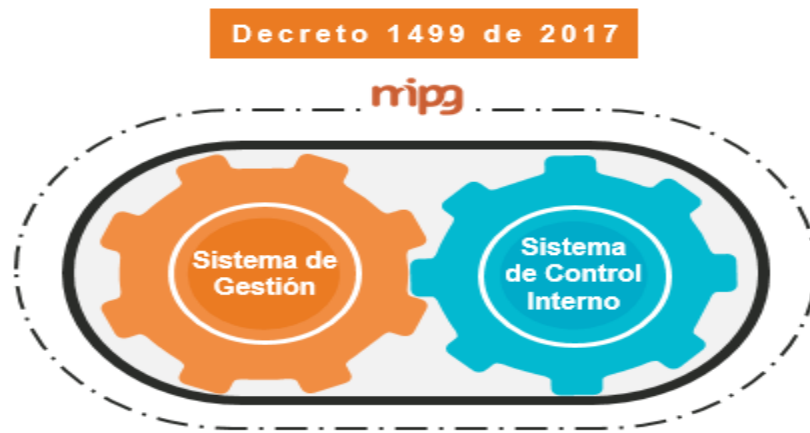 Decreto 1499 de 2017
mipg
Sistema de
Gestión
Sistema
de Control
Interno